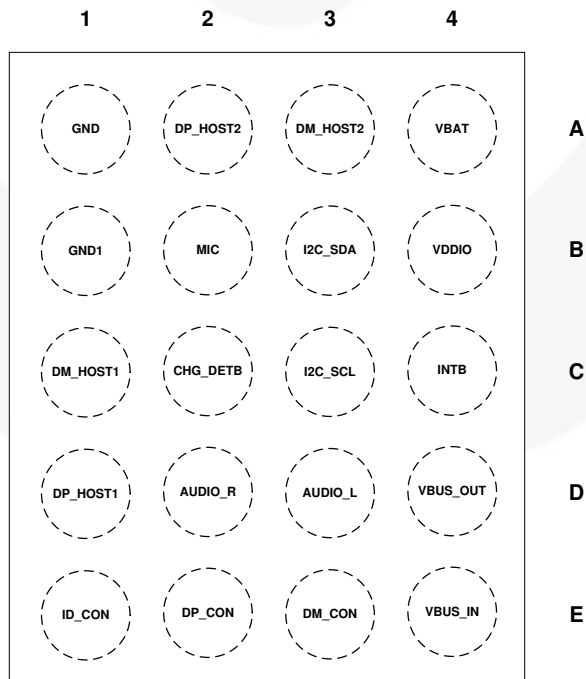 1 2 3 4
GND DP_HOST2 DM_HOST2 VBAT A
GND1 MIC I2C_SDA VDDIO B
DM_HOST1 CHG_DETB I2C_SCL INTB C
DP_HOST1 AUDIO_R AUDIO_L VBUS_OUT D
ID_CON DP_CON DM_CON VBUS_IN E